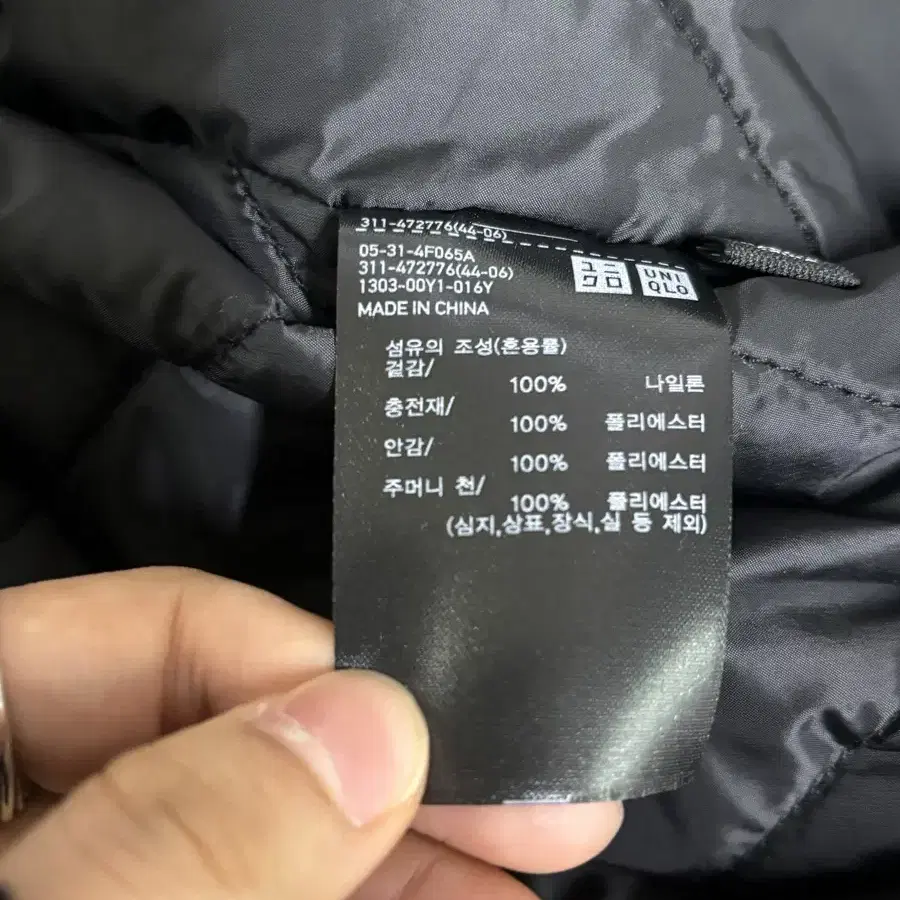 311-472776(44-06)
05-31-4F065A
311-472776(44-06)
1303-00Y1-016Y
MADE IN CHINA
ユニ
クロ
UNI
QLO
섬유의 조성(혼용률)
겉감/
100% 나일론
충전재/
100% 폴리에스터
안감/
100% 폴리에스터
주머니 천/
100% 폴리에스터
(심지,상표,장식,실 등 제외)